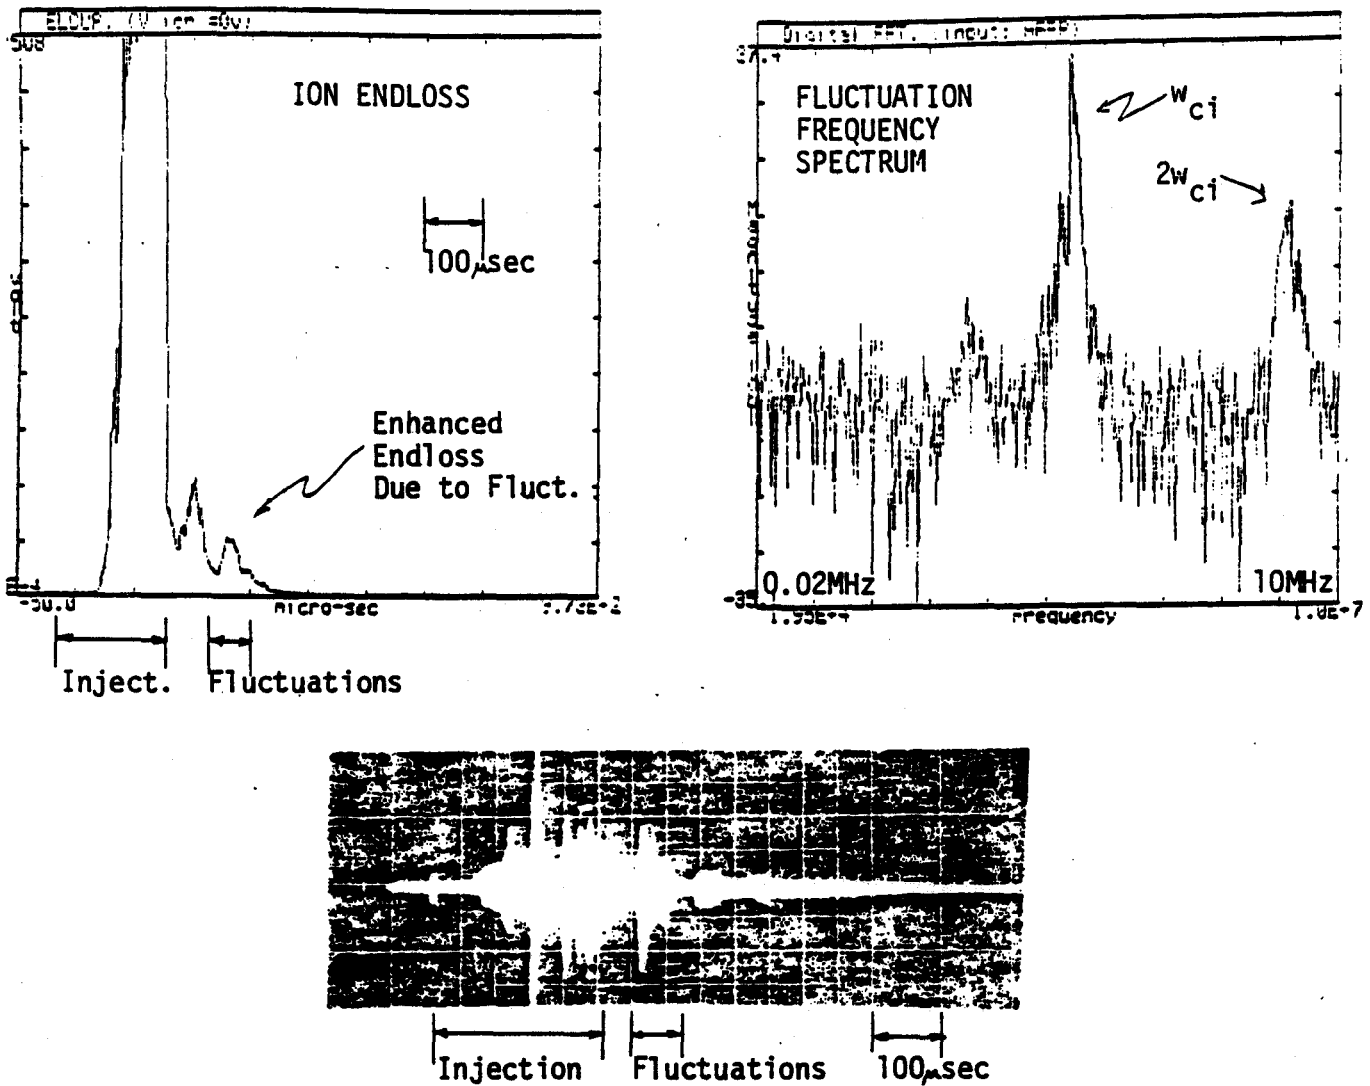 ION ENDLOSS
100μsec
Enhanced
Endloss
Due to Fluct.
micro-sec
Inject.
Fluctuations
FLUCTUATION
FREQUENCY
SPECTRUM
w ci
2w ci
0.02MHz
10MHz
Frequency
Injection
Fluctuations
100μsec